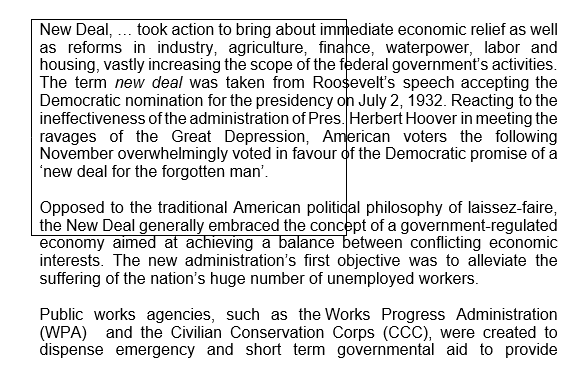 New Deal, ... took action to bring about immediate economic relief as well
as reforms in industry, agriculture, finance, waterpower, labor and
housing, vastly increasing the scope of the federal government's activities.
The term new deal was taken from Roosevelt's speech accepting the
Democratic nomination for the presidency on July 2, 1932. Reacting to the
ineffectiveness of the administration of Pres. Herbert Hoover in meeting the
ravages of the Great Depression, American voters the following
November overwhelmingly voted in favour of the Democratic promise of a
‘new deal for the forgotten man’.
Opposed to the traditional American political philosophy of laissez-faire,
the New Deal generally embraced the concept of a government-regulated
economy aimed at achieving a balance between conflicting economic
interests. The new administration's first objective was to alleviate the
suffering of the nation's huge number of unemployed workers.
Public works agencies, such as the Works Progress Administration
(WPA) and the Civilian Conservation Corps (CCC), were created to
dispense emergency and short term governmental aid to provide